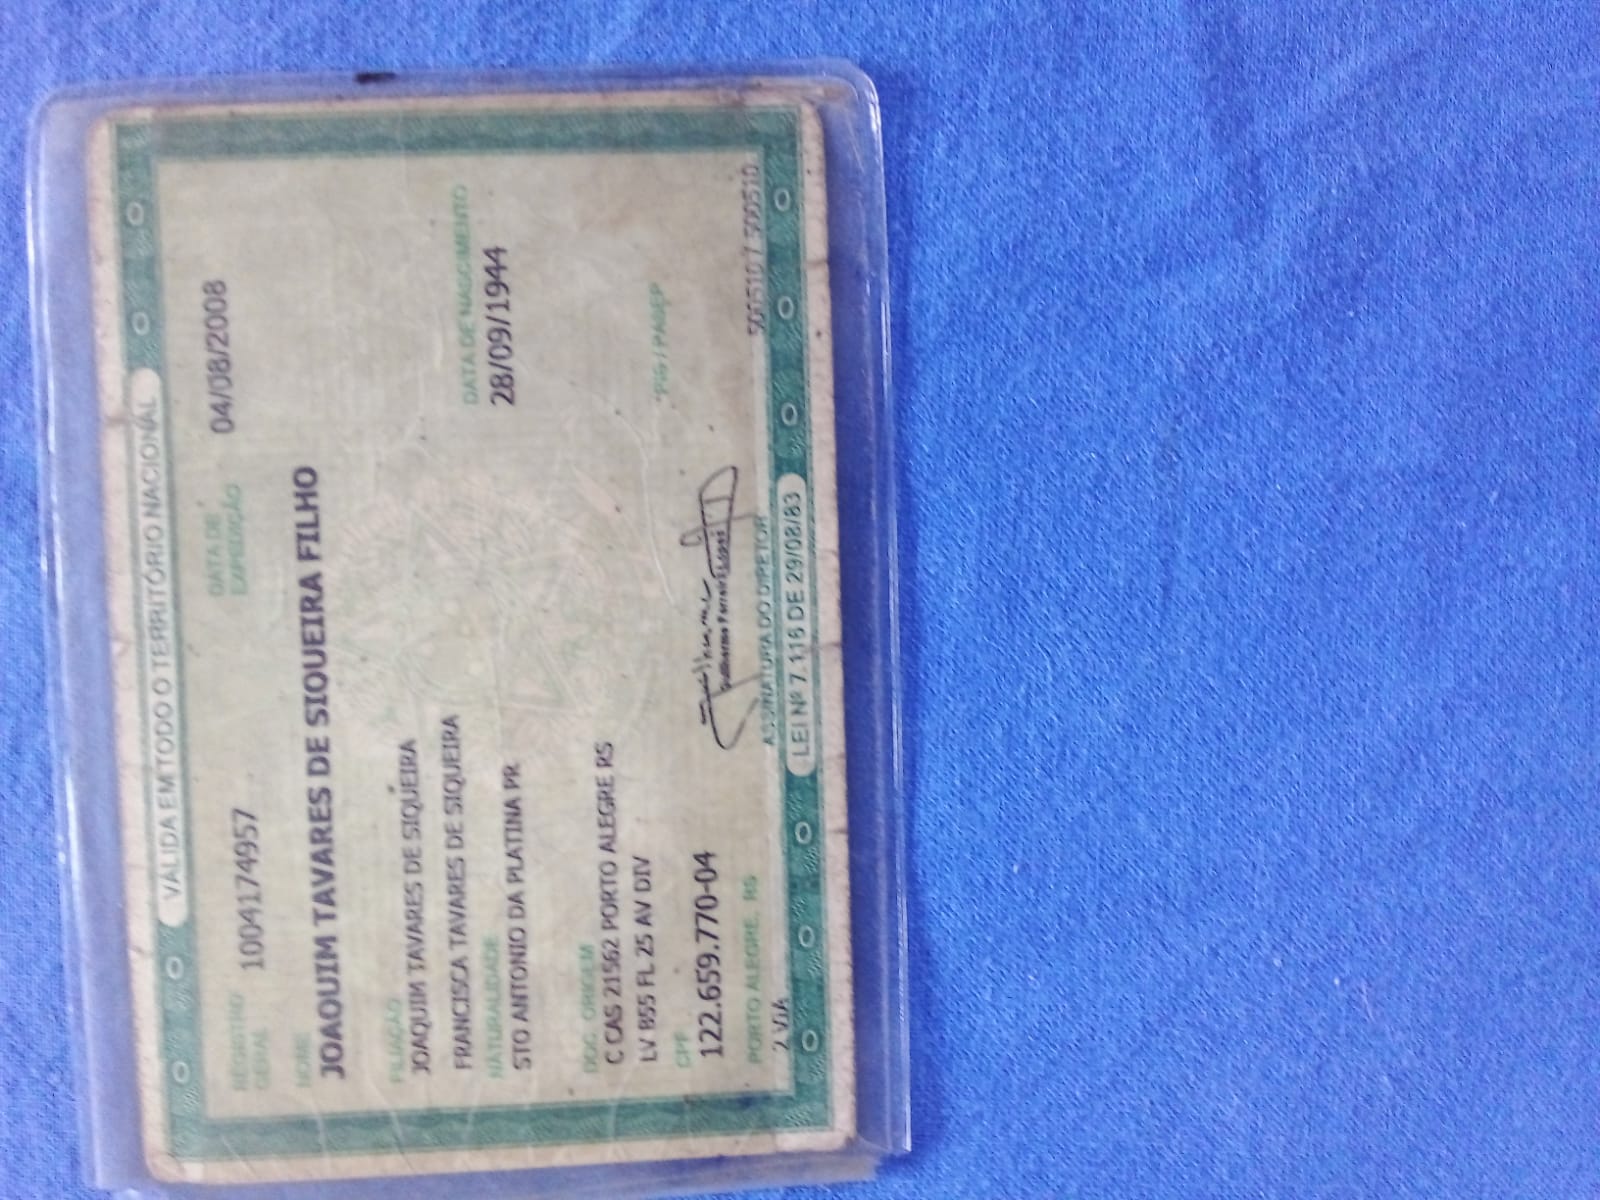 VÁLIDA EM TODO O TERRITÓRIO NACIONAL
REGISTRO GERAL 1004174957 DATA DE EXPEDIÇÃO 04/08/2008
NOME
JOAQUIM TAVARES DE SIQUEIRA FILHO
FILIAÇÃO
JOAQUIM TAVARES DE SIQUEIRA
FRANCISCA TAVARES DE SIQUEIRA
NATURALIDADE DATA DE NASCIMENTO
STO ANTONIO DA PLATINA PR 28/09/1944
DOC. ORIGEM
C CAS 21562 PORTO ALEGRE RS
LV B55 FL 25 AV DIV
CPF PIS / PASEP
122.659.770-04
PORTO ALEGRE, RS
2 VIA ASSINATURA DO DIRETOR
LEI Nº 7.116 DE 29/08/83